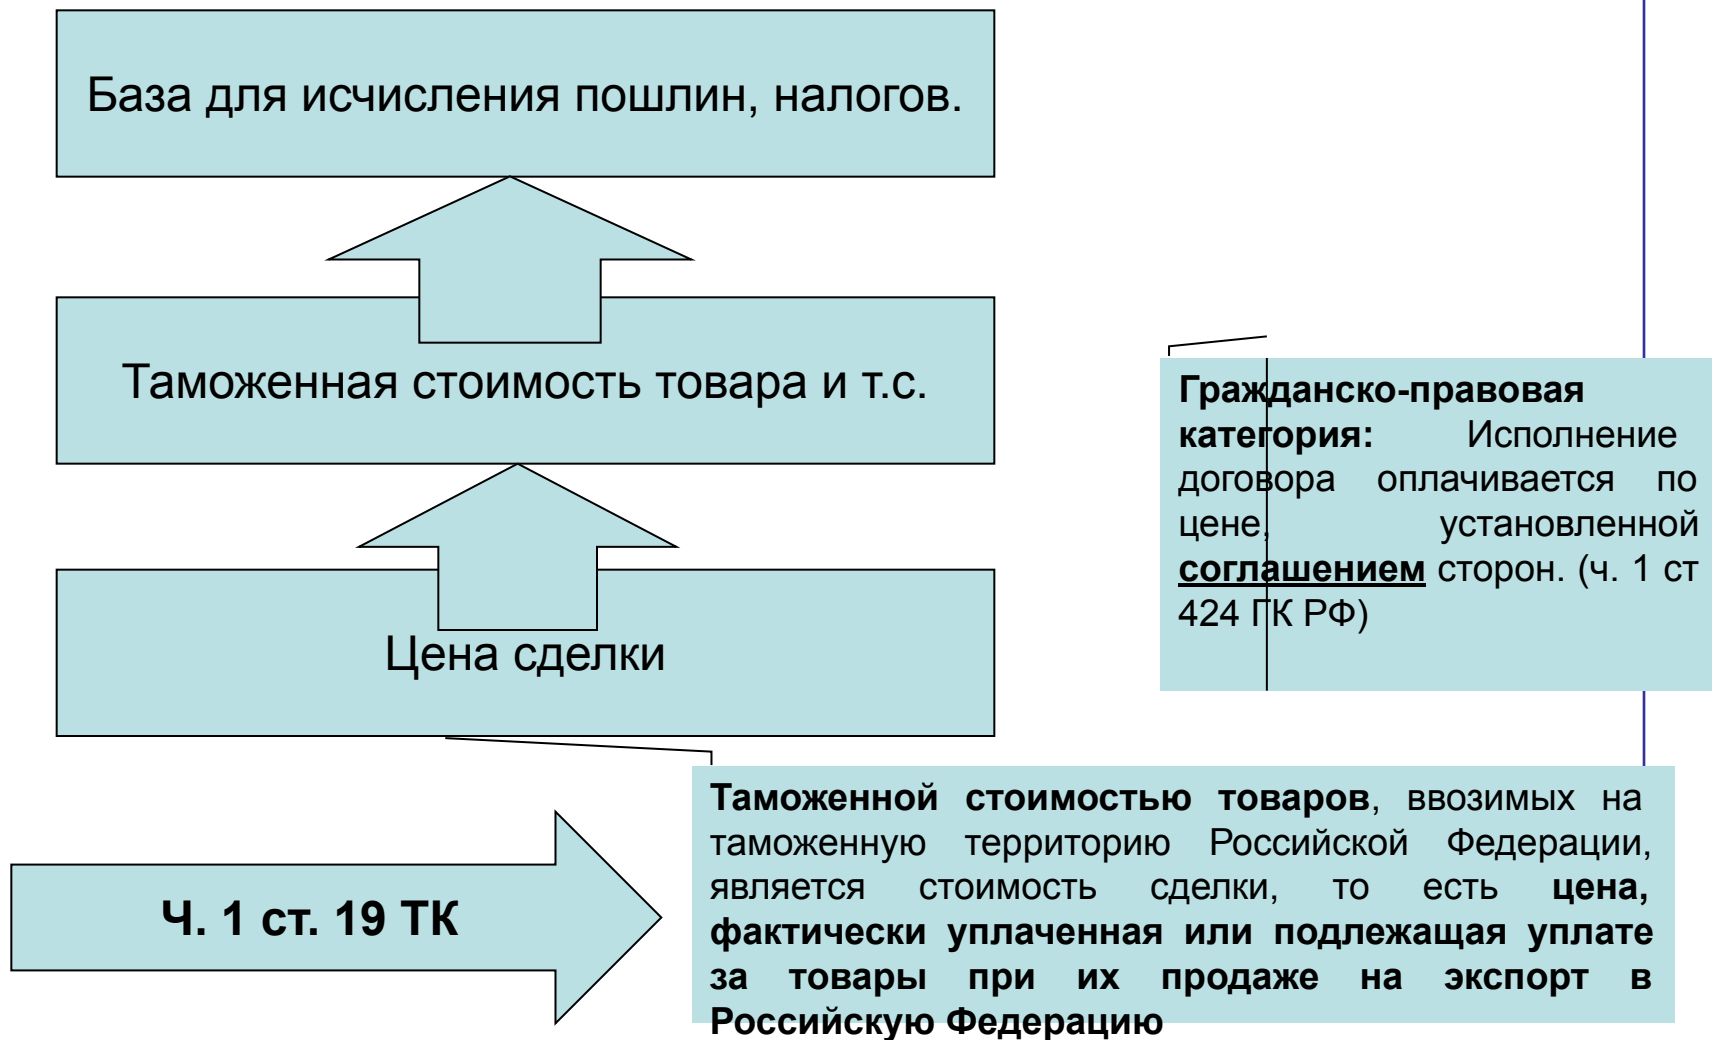 База для исчисления пошлин, налогов.
Таможенная стоимость товара и т.с.
Цена сделки
Гражданско-правовая
категория: Исполнение
договора оплачивается по
цене, установленной
соглашением сторон. (ч. 1 ст
424 ГК РФ)
Ч. 1 ст. 19 ТК
Таможенной стоимостью товаров, ввозимых на
таможенную территорию Российской Федерации,
является стоимость сделки, то есть цена,
фактически уплаченная или подлежащая уплате
за товары при их продаже на экспорт в
Российскую Федерацию